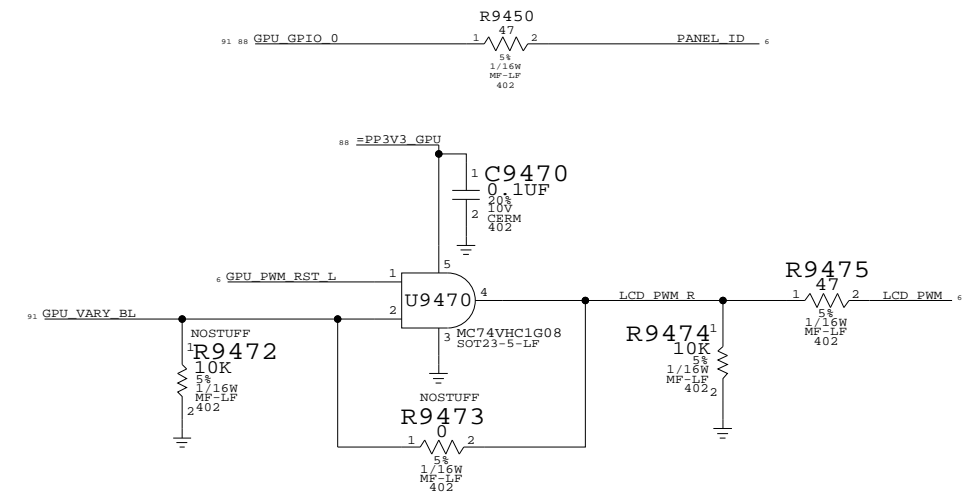 R9450
47
91 88 GPU_GPIO_0 1 2 PANEL_ID 6
5%
1/16W
MF-LF
402
88 =PP3V3_GPU
1 C9470
0.1UF
20%
10V
2 CERM
402
5
6 GPU_PWM_RST_L 1
U9470 4
91 GPU_VARY_BL 2
3 MC74VHC1G08
SOT23-5-LF
LCD_PWM_R
R9475
47
1 2 LCD_PWM 6
5%
1/16W
MF-LF
402
NOSTUFF
1 R9472
10K
5%
1/16W
MF-LF
2 402
R9474 1
10K
5%
1/16W
MF-LF
402 2
NOSTUFF
R9473
0
1 2
5%
1/16W
MF-LF
402